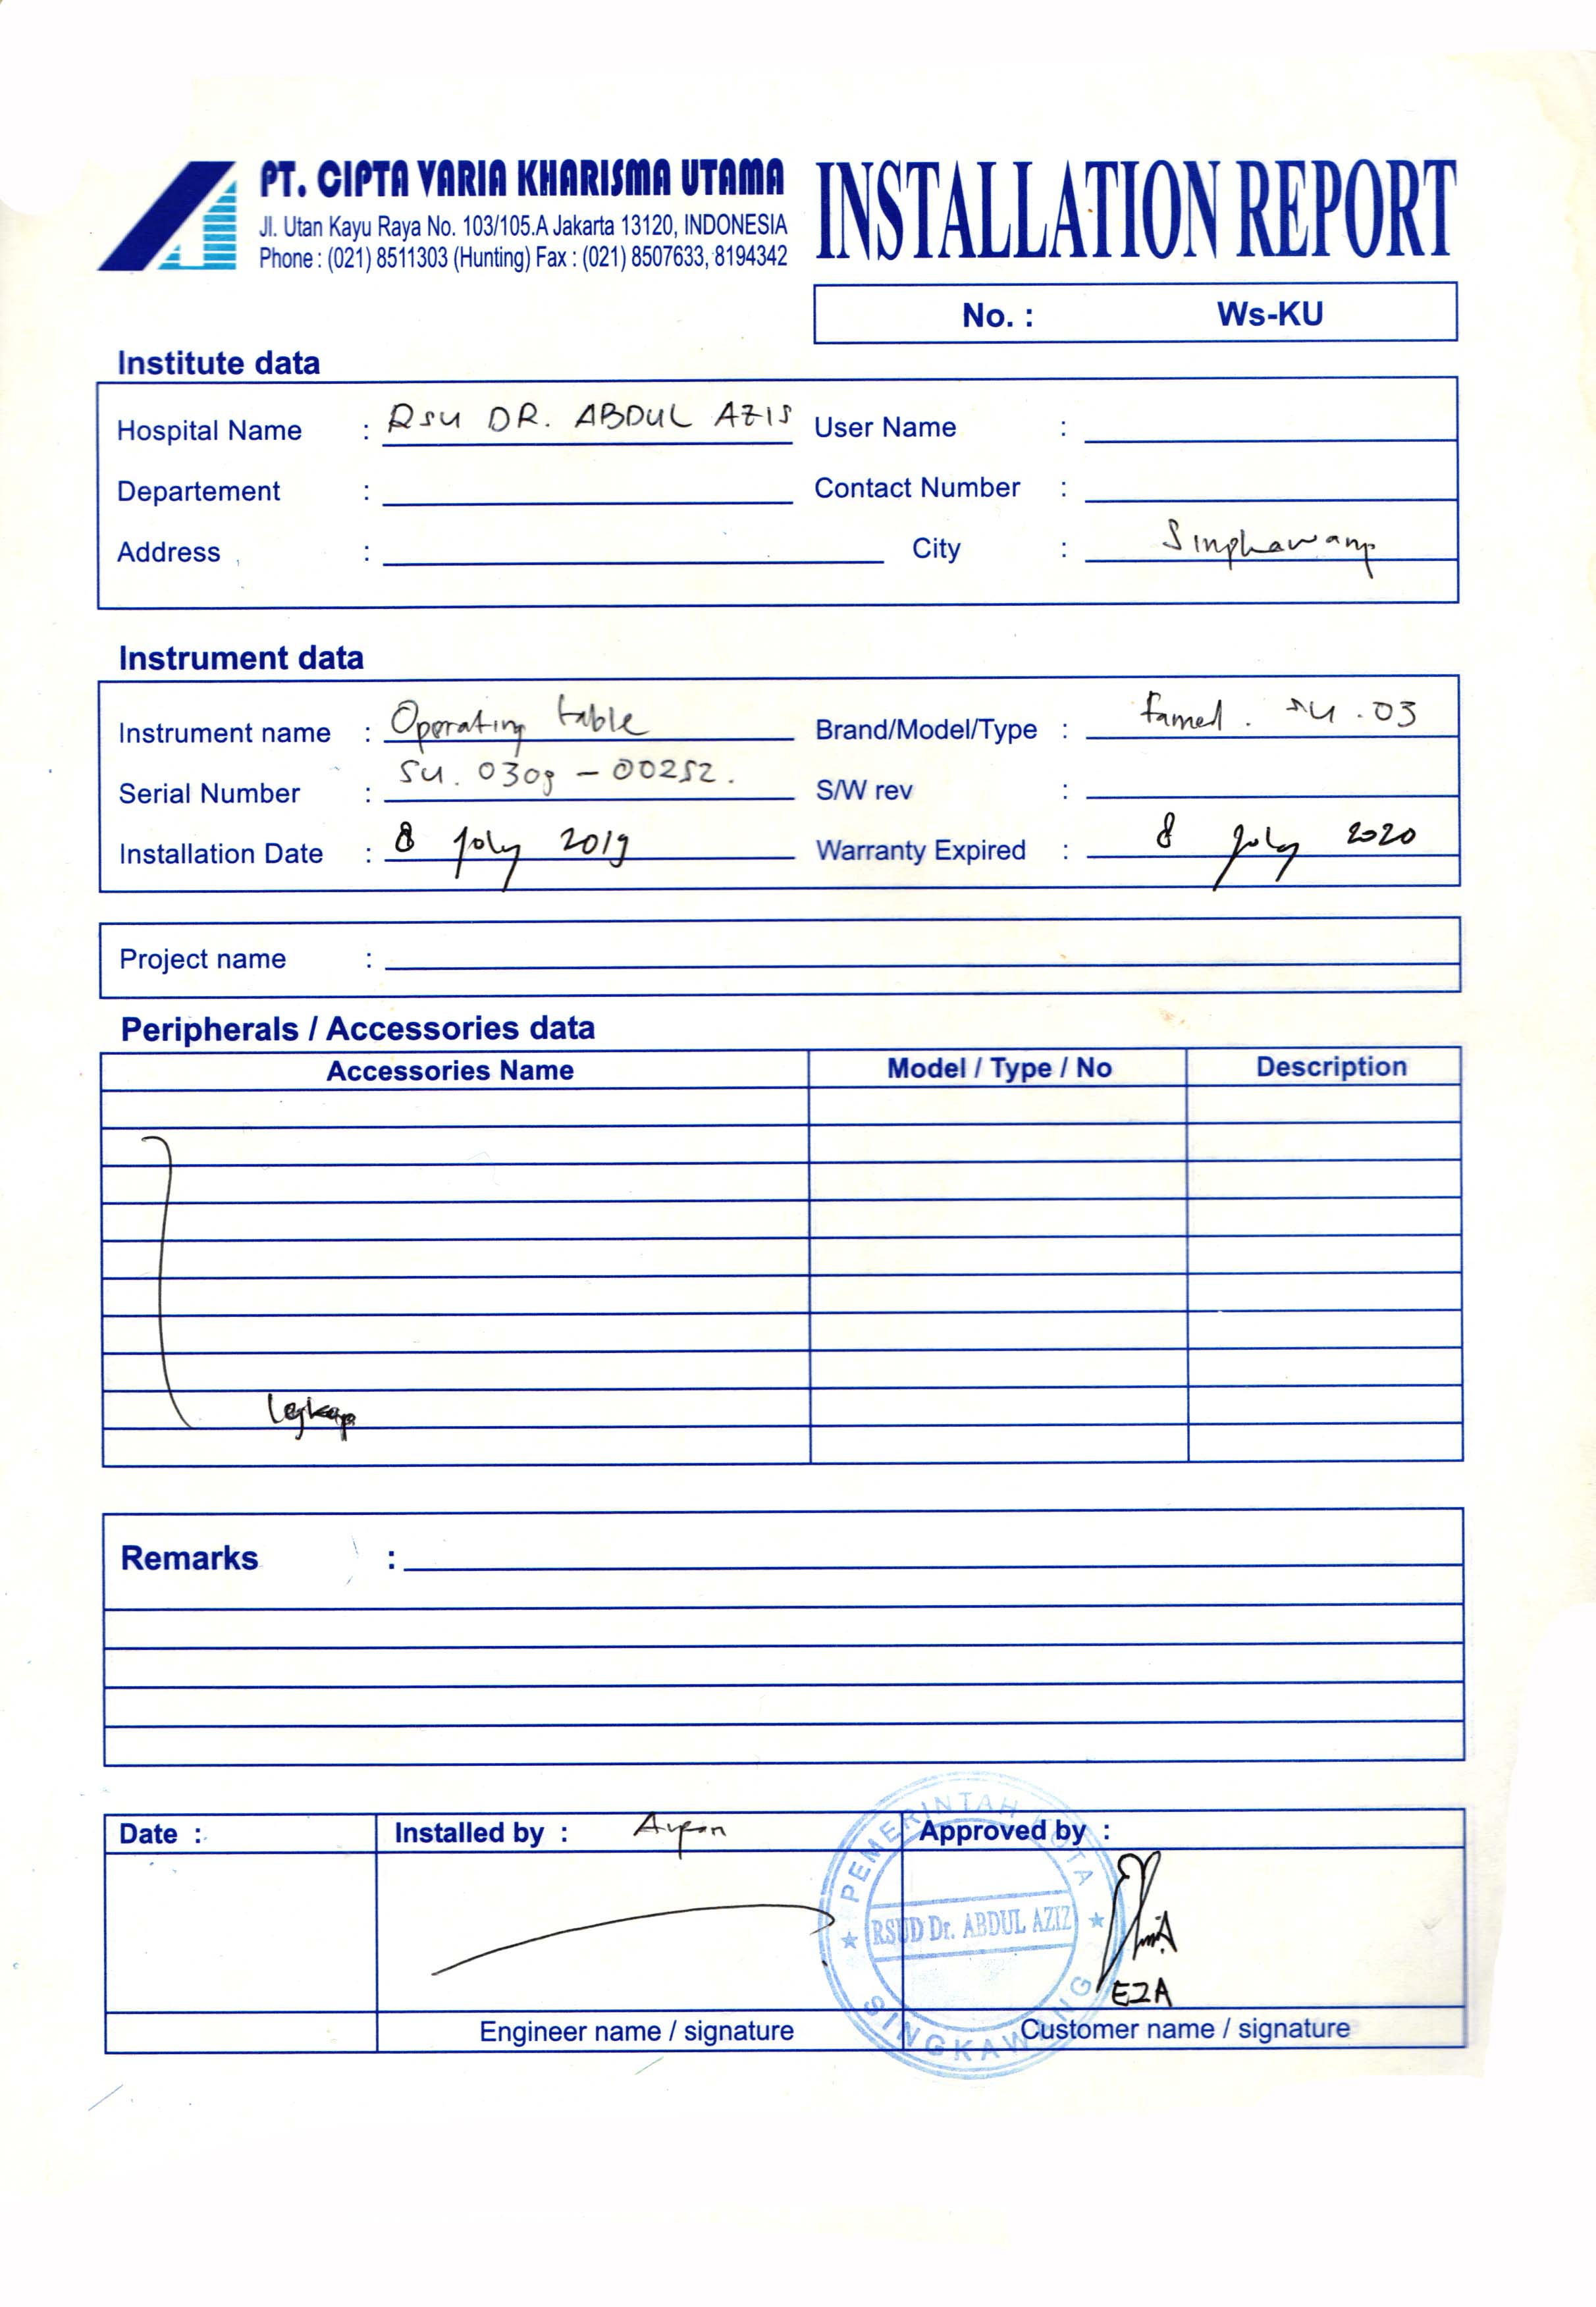 PT. CIPTA VARIA KHARISMA UTAMA
Jl. Utan Kayu Raya No. 103/105.A Jakarta 13120, INDONESIA
Phone : (021) 8511303 (Hunting) Fax : (021) 8507633, 8194342
INSTALLATION REPORT
No. : Ws-KU
Institute data
Hospital Name : RSU DR. ABDUL AZIS User Name :
Departement : Contact Number :
Address : City : Singkawang
Instrument data
Instrument name : Operating table Brand/Model/Type : Famed . SU . 03
Serial Number : SU. 0309 - 00252. S/W rev :
Installation Date : 8 July 2019 Warranty Expired : 8 July 2020
Project name :
Peripherals / Accessories data
Accessories Name Model / Type / No Description
Lengkap
Remarks :
Date : Installed by : Approved by :
PEMERINTAH KOTA
RSUD Dr. ABDUL AZIZ
SINGKAWANG
EZA
Engineer name / signature Customer name / signature